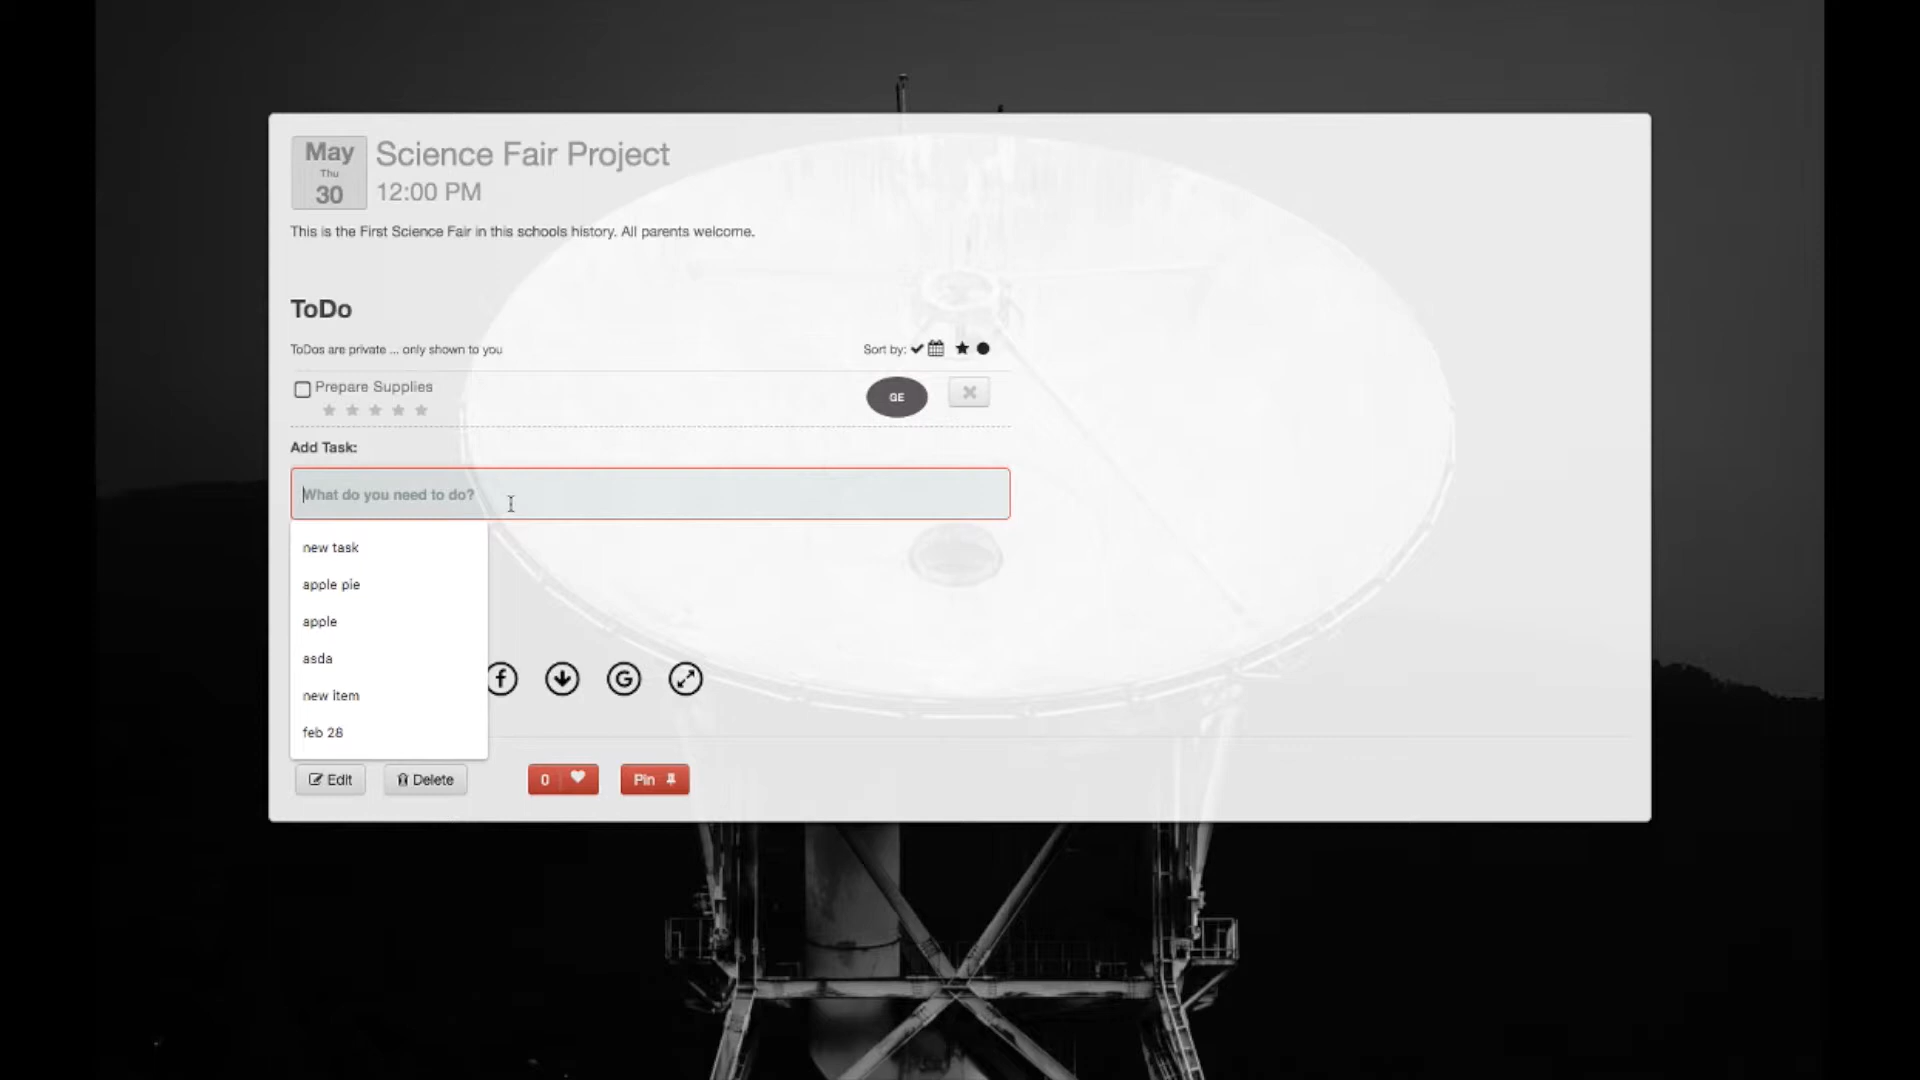 May
Thu
30
Science Fair Project
12:00 PM
This is the First Science Fair in this schools history. All parents welcome.
ToDo
ToDos are private ... only shown to you
Sort by:
Prepare Supplies
GE
Add Task:
What do you need to do?
new task
apple pie
apple
asda
new item
feb 28
Edit
Delete
0
Pin